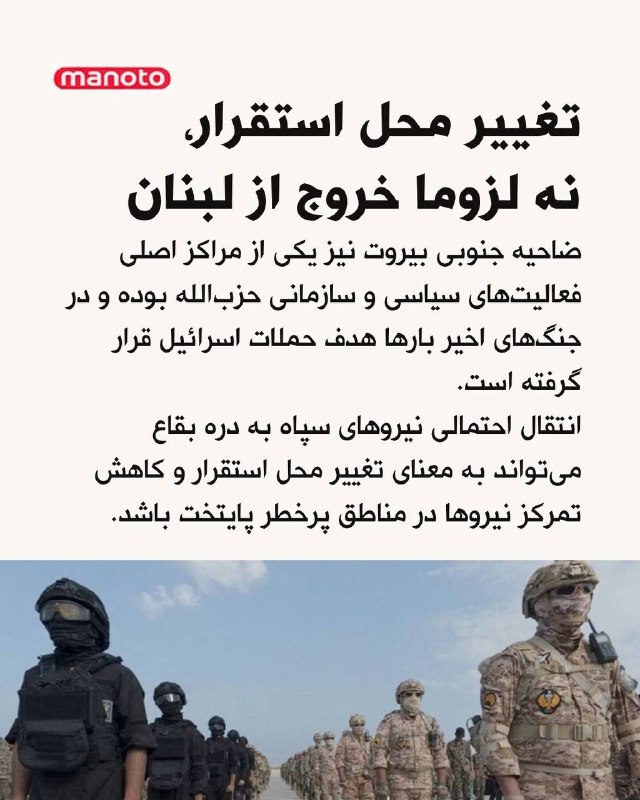 manoto
تغییر محل استقرار،
نه لزوما خروج از لبنان
ضاحیه جنوبی بیروت نیز یکی از مراکز اصلی
فعالیت‌های سیاسی و سازمانی حزب‌الله بوده و در
جنگ‌های اخیر بارها هدف حملات اسرائیل قرار
گرفته است.
انتقال احتمالی نیروهای سپاه به دره بقاع
می‌تواند به معنای تغییر محل استقرار و کاهش
تمرکز نیروها در مناطق پرخطر پایتخت باشد.